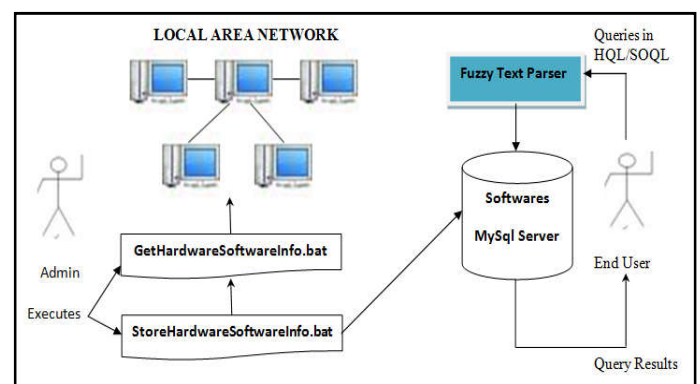 LOCAL AREA NETWORK
Queries in
HQL/SOQL
Fuzzy Text Parser
Softwares
MySql Server
GetHardwareSoftwareInfo.bat
Admin
End User
Executes
StoreHardwareSoftwareInfo.bat
Query Results